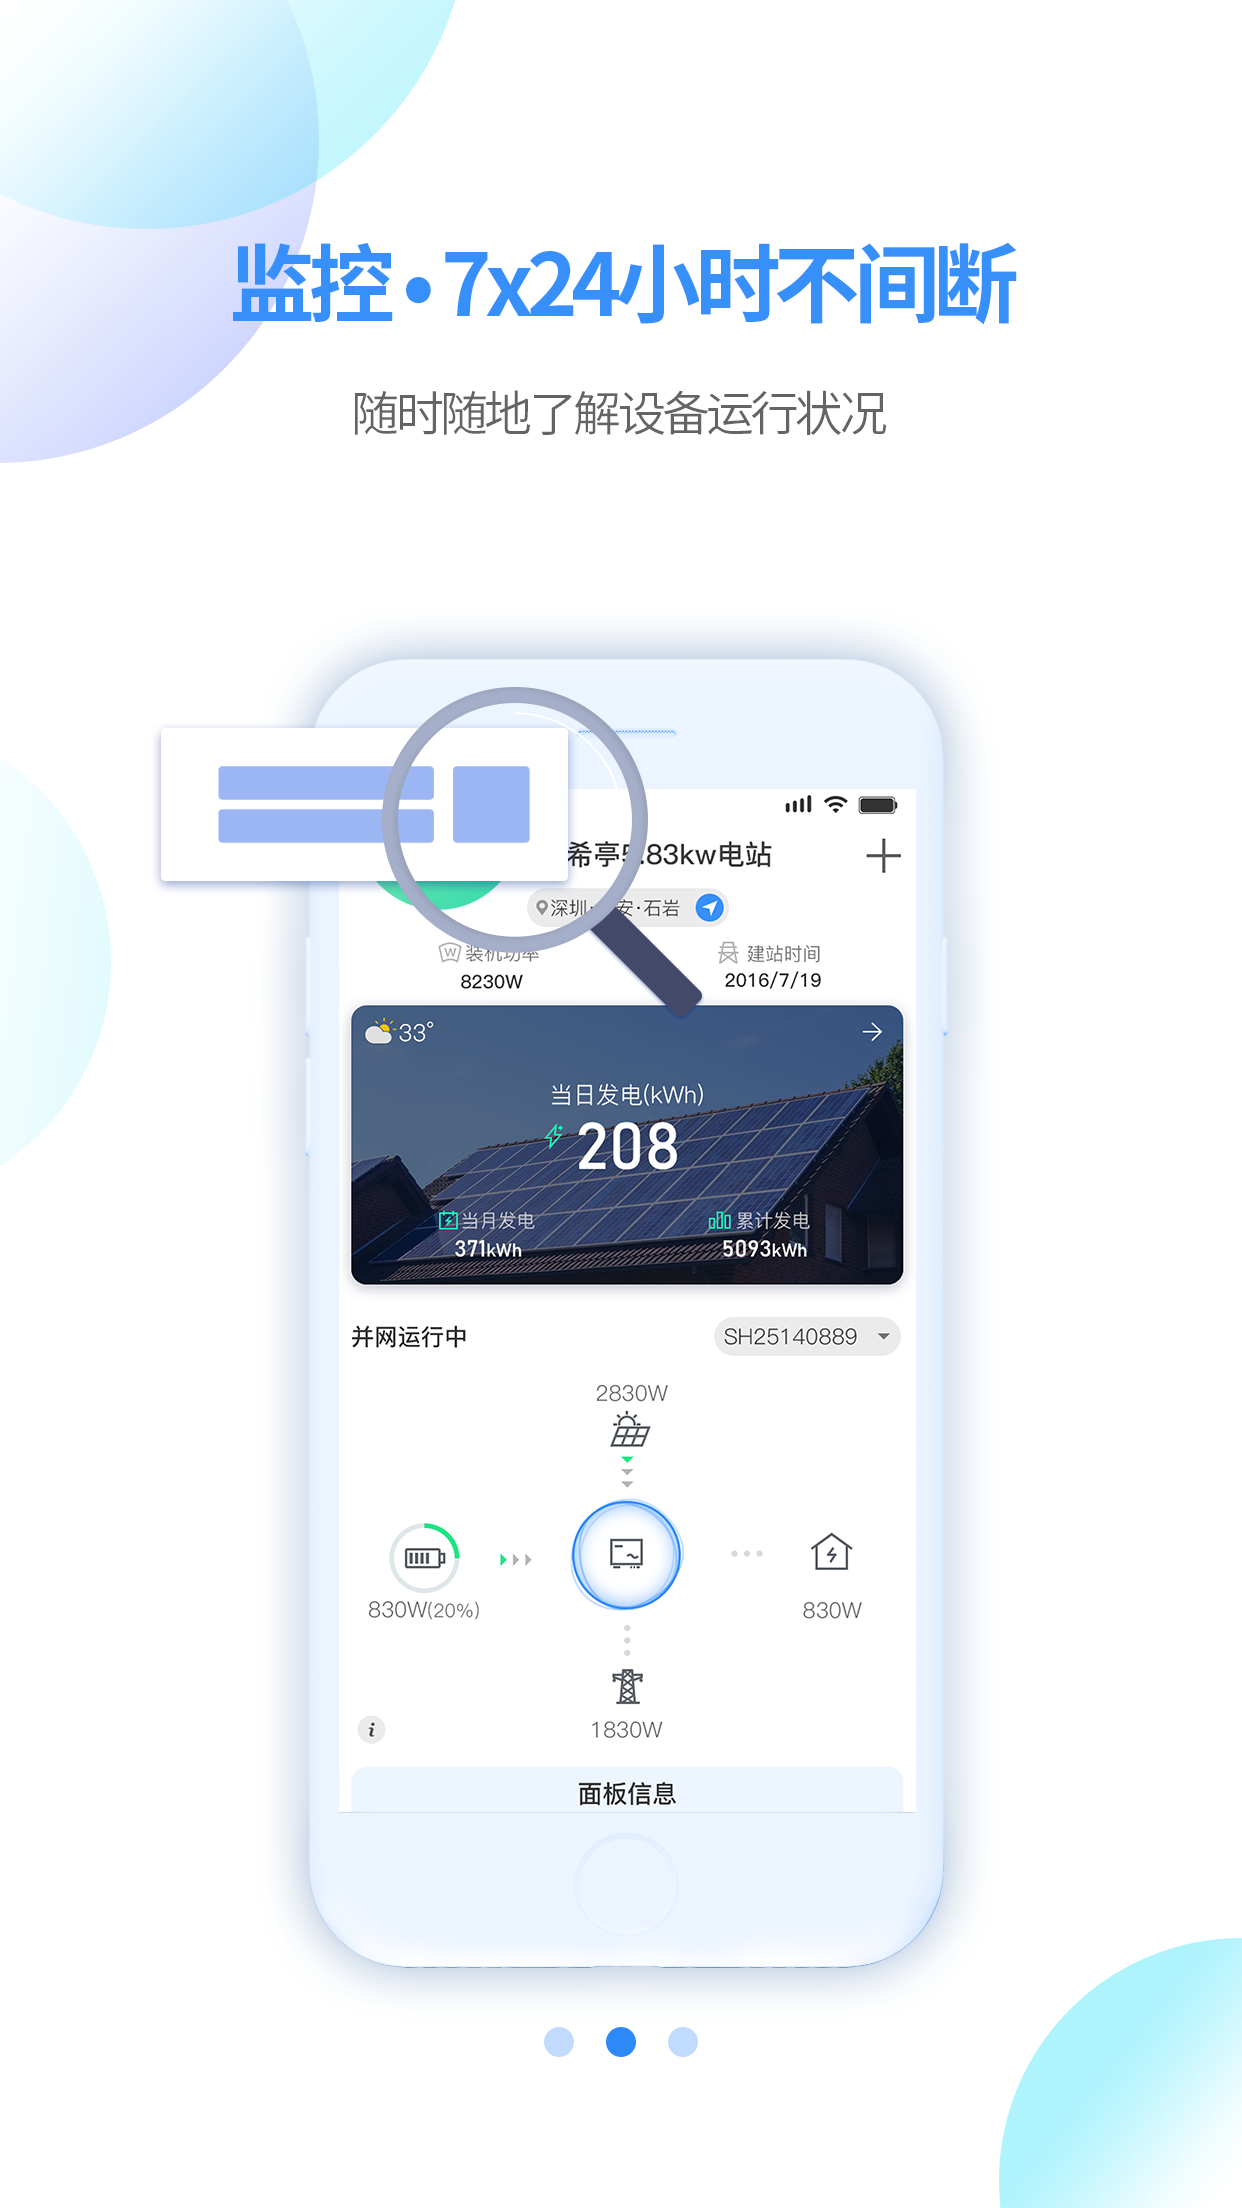 监控·7x24小时不间断
随时随地了解设备运行状况
希亭5.83kw电站
深圳·安·石岩
装机功率
8230W
建站时间
2016/7/19
33°
当日发电(kWh)
208
当月发电
371kWh
累计发电
5093kWh
并网运行中
SH25140889
2830W
830W(20%)
830W
1830W
i
面板信息